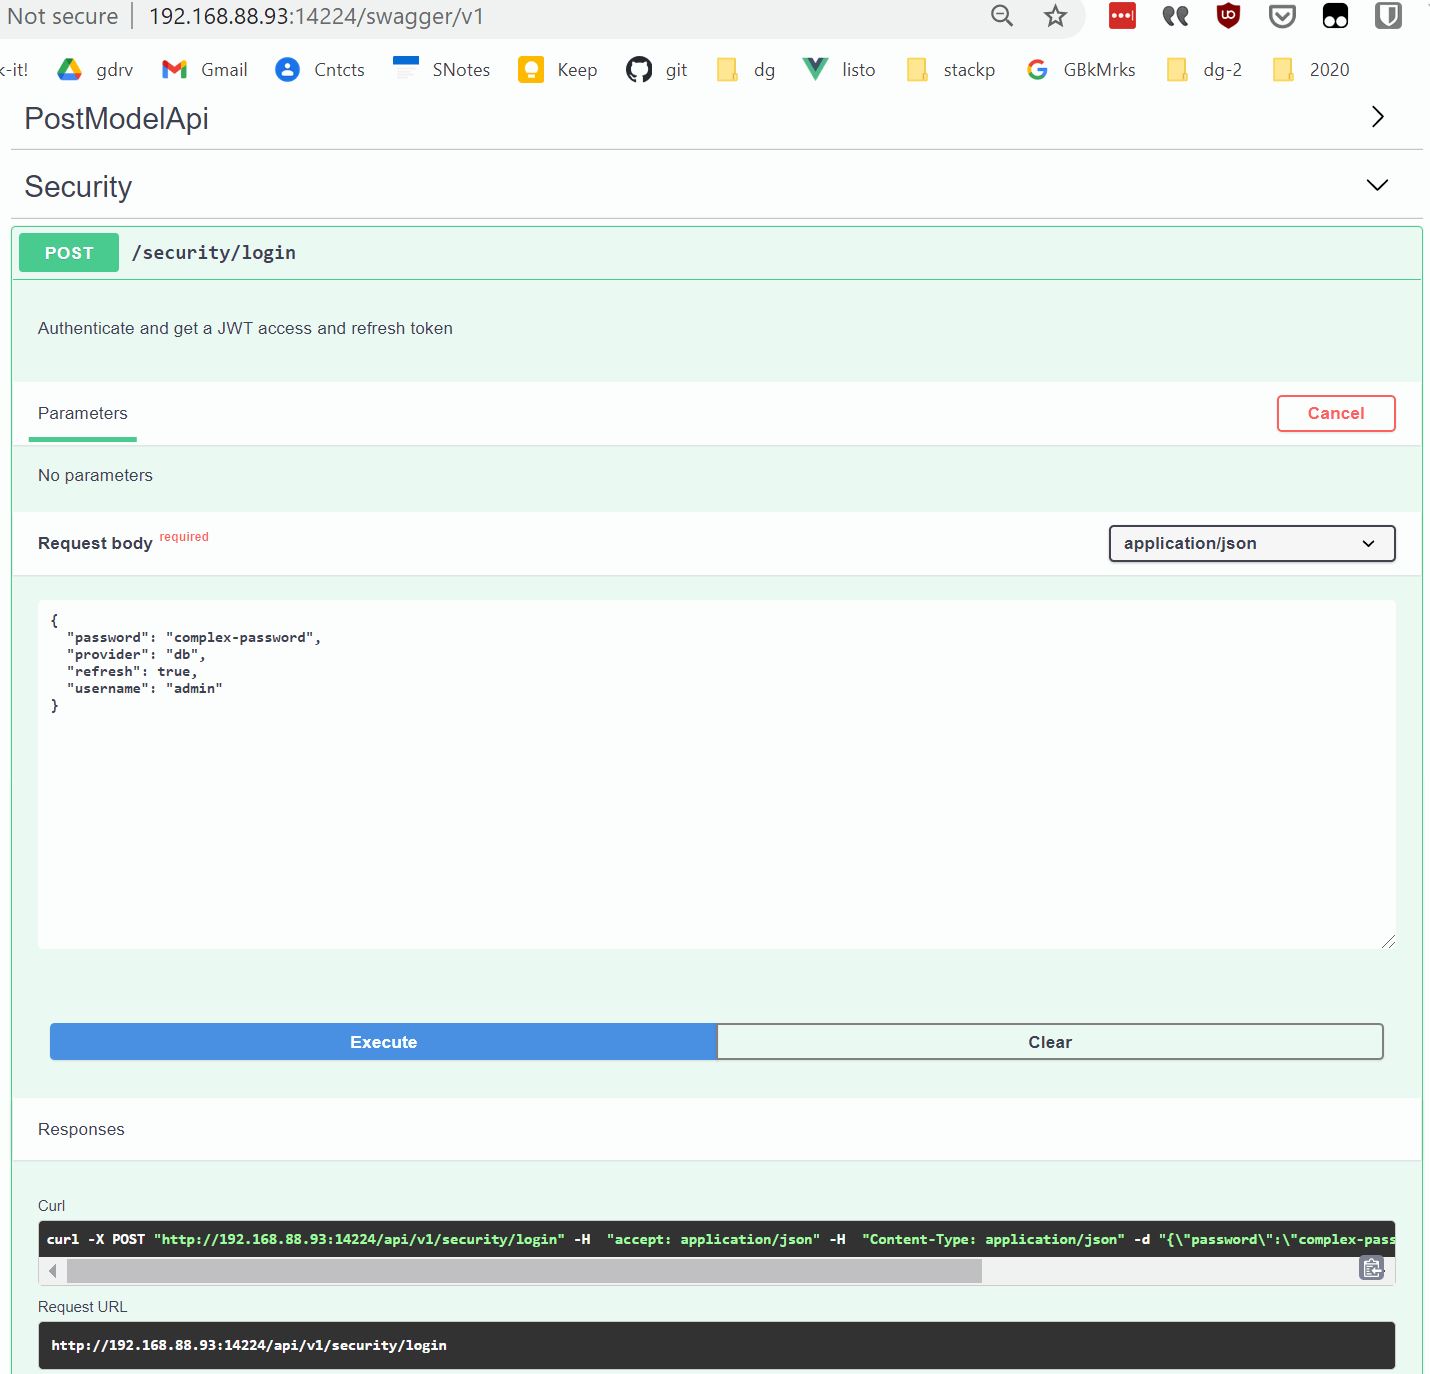 Not secure | 192.168.88.93:14224/swagger/v1
k-it! gdrv Gmail Cntcts SNotes Keep git dg listo stackp GBkMrks dg-2 2020
PostModelApi
Security
POST /security/login
Authenticate and get a JWT access and refresh token
Parameters Cancel
No parameters
Request body required application/json
{
  "password": "complex-password",
  "provider": "db",
  "refresh": true,
  "username": "admin"
}
Execute Clear
Responses
Curl
curl -X POST "http://192.168.88.93:14224/api/v1/security/login" -H  "accept: application/json" -H  "Content-Type: application/json" -d "{\"password\":\"complex-pass
Request URL
http://192.168.88.93:14224/api/v1/security/login